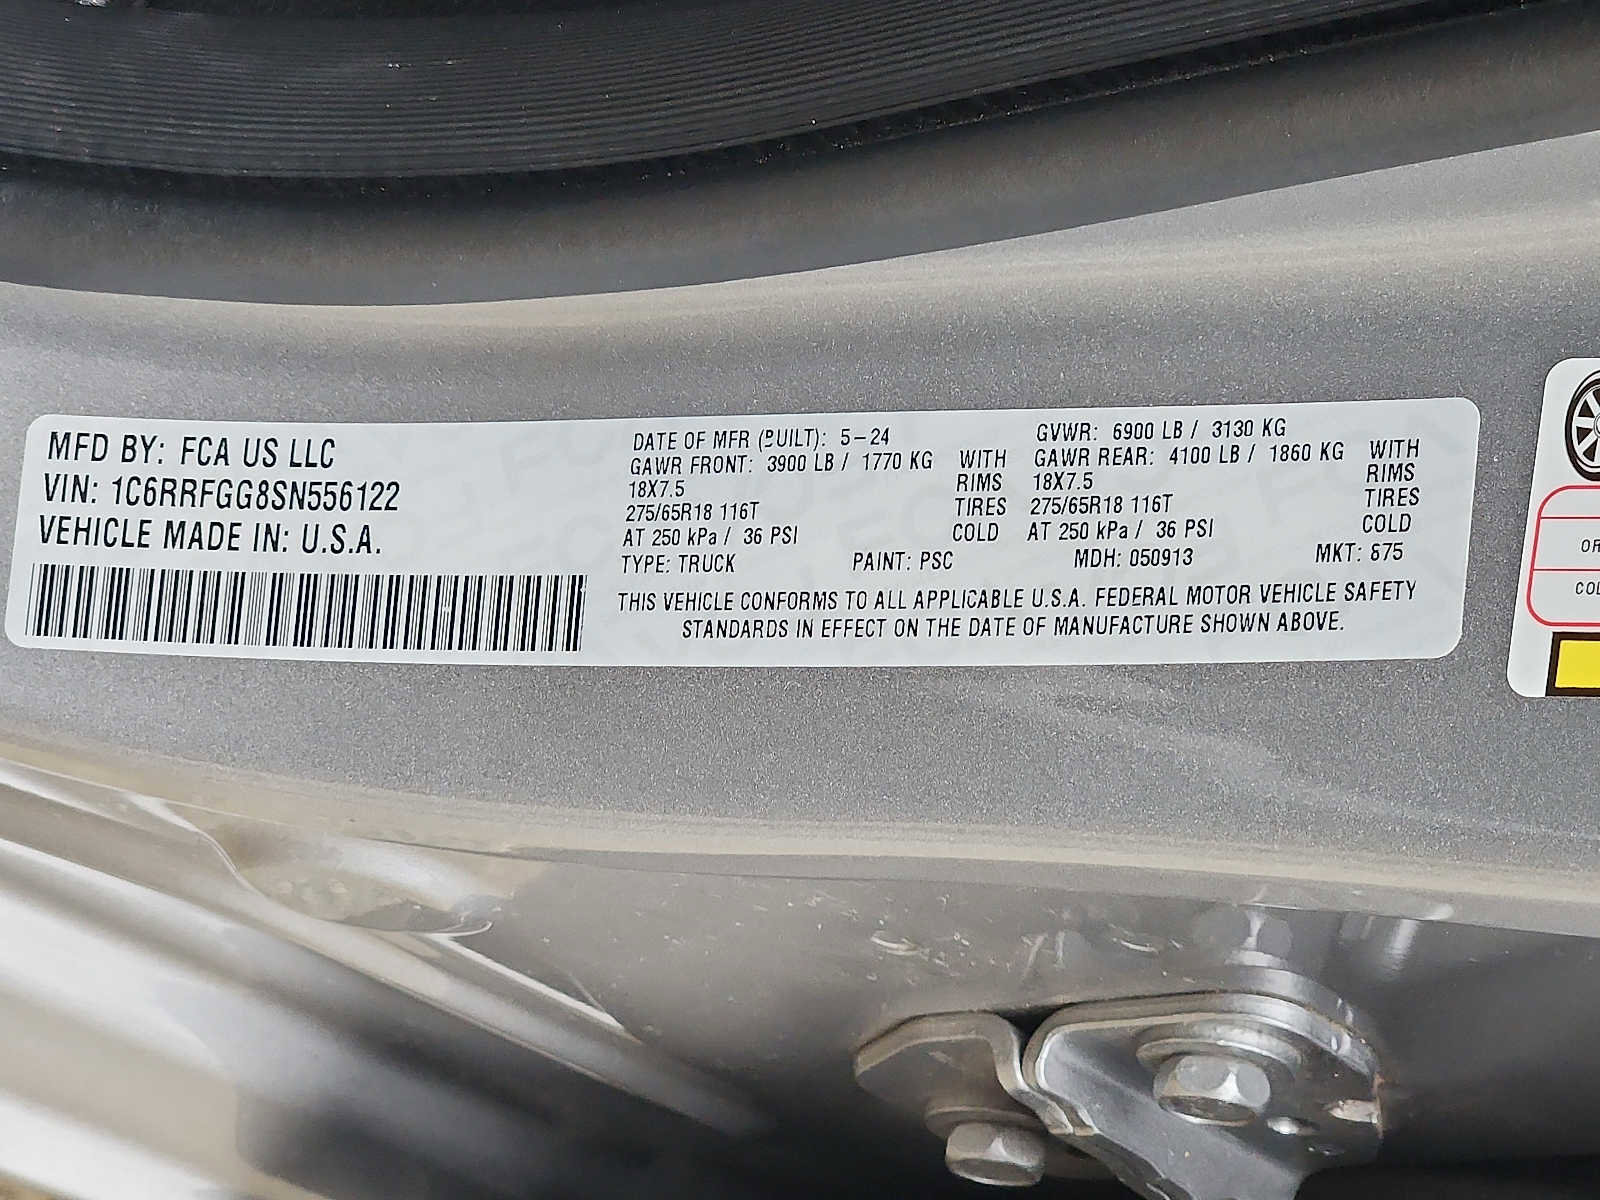 MFD BY: FCA US LLC
VIN: 1C6RRFGG8SN556122
VEHICLE MADE IN: U.S.A.
DATE OF MFR (BUILT): 5-24
GVWR: 6900 LB / 3130 KG
GAWR FRONT: 3900 LB / 1770 KG WITH
18X7.5 RIMS
275/65R18 116T TIRES
AT 250 kPa / 36 PSI COLD
GAWR REAR: 4100 LB / 1860 KG WITH
18X7.5 RIMS
275/65R18 116T TIRES
AT 250 kPa / 36 PSI COLD
TYPE: TRUCK PAINT: PSC MDH: 050913 MKT: 875
THIS VEHICLE CONFORMS TO ALL APPLICABLE U.S.A. FEDERAL MOTOR VEHICLE SAFETY
STANDARDS IN EFFECT ON THE DATE OF MANUFACTURE SHOWN ABOVE.